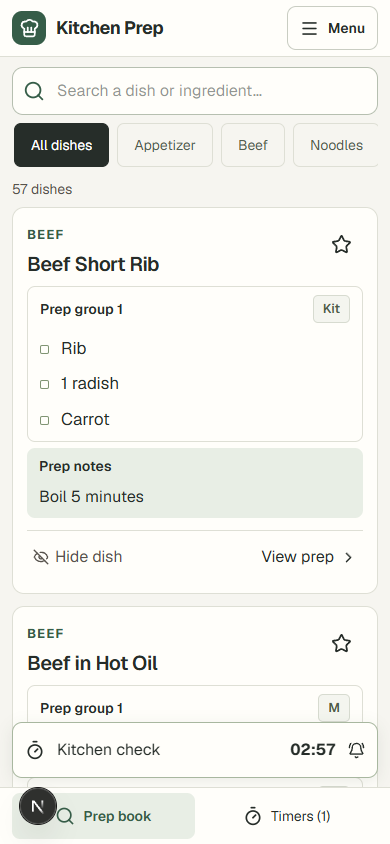 Kitchen Prep
Menu
Search a dish or ingredient...
All dishes
Appetizer
Beef
Noodles
57 dishes
BEEF
Beef Short Rib
Prep group 1
Kit
Rib
1 radish
Carrot
Prep notes
Boil 5 minutes
Hide dish
View prep
BEEF
Beef in Hot Oil
Prep group 1
M
Kitchen check
02:57
N
Prep book
Timers (1)